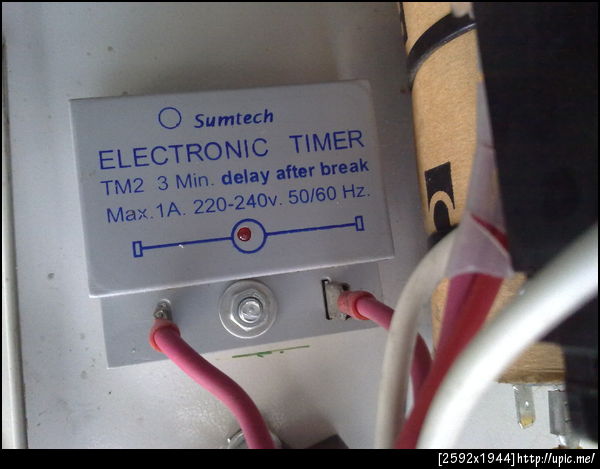 Sumtech
ELECTRONIC TIMER
TM2 3 Min. delay after break
Max.1A. 220-240v. 50/60 Hz.
[2592x1944]http://upic.me/